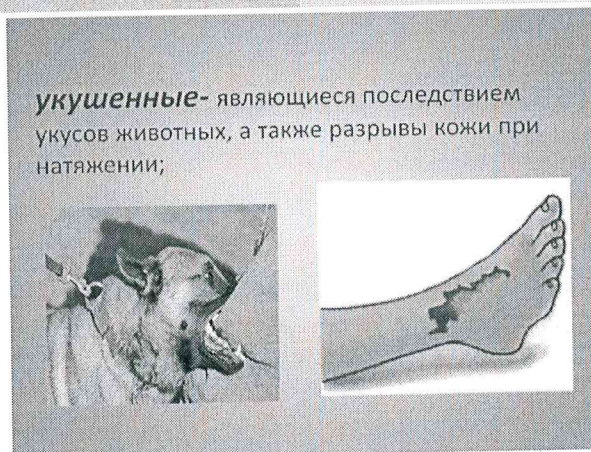 укушенные- являющиеся последствием
укусов животных, а также разрывы кожи при
натяжении;